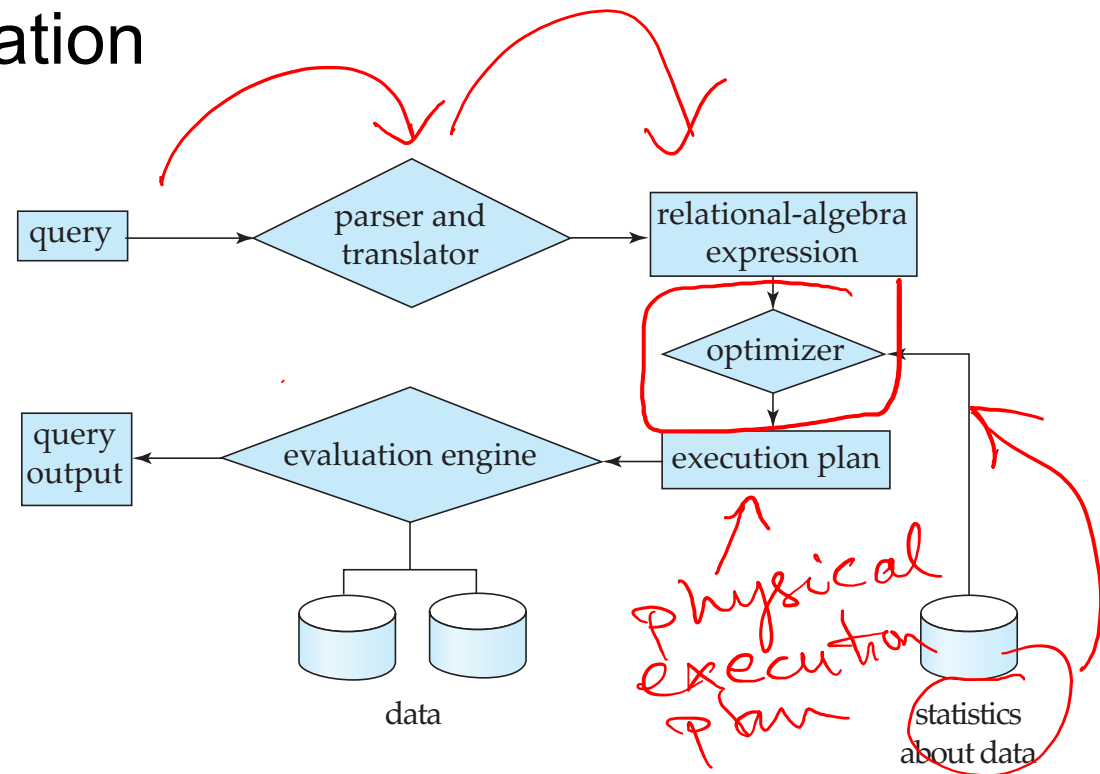 ation
query
parser and
translator
relational-algebra
expression
optimizer
query
output
evaluation engine
execution plan
physical
execution
plan
data
statistics
about data